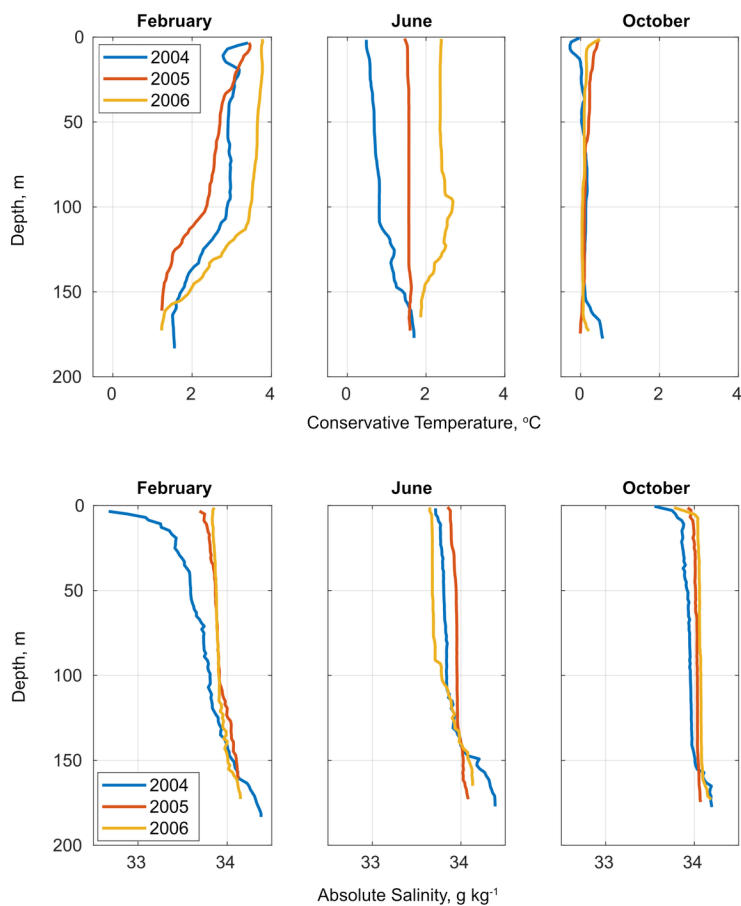 February June October
0
50
100
150
200
Depth, m
2004
2005
2006
0 2 4 0 2 4 0 2 4
Conservative Temperature, °C
February June October
0
50
100
150
200
Depth, m
2004
2005
2006
33 34 33 34 33 34
Absolute Salinity, g kg⁻¹